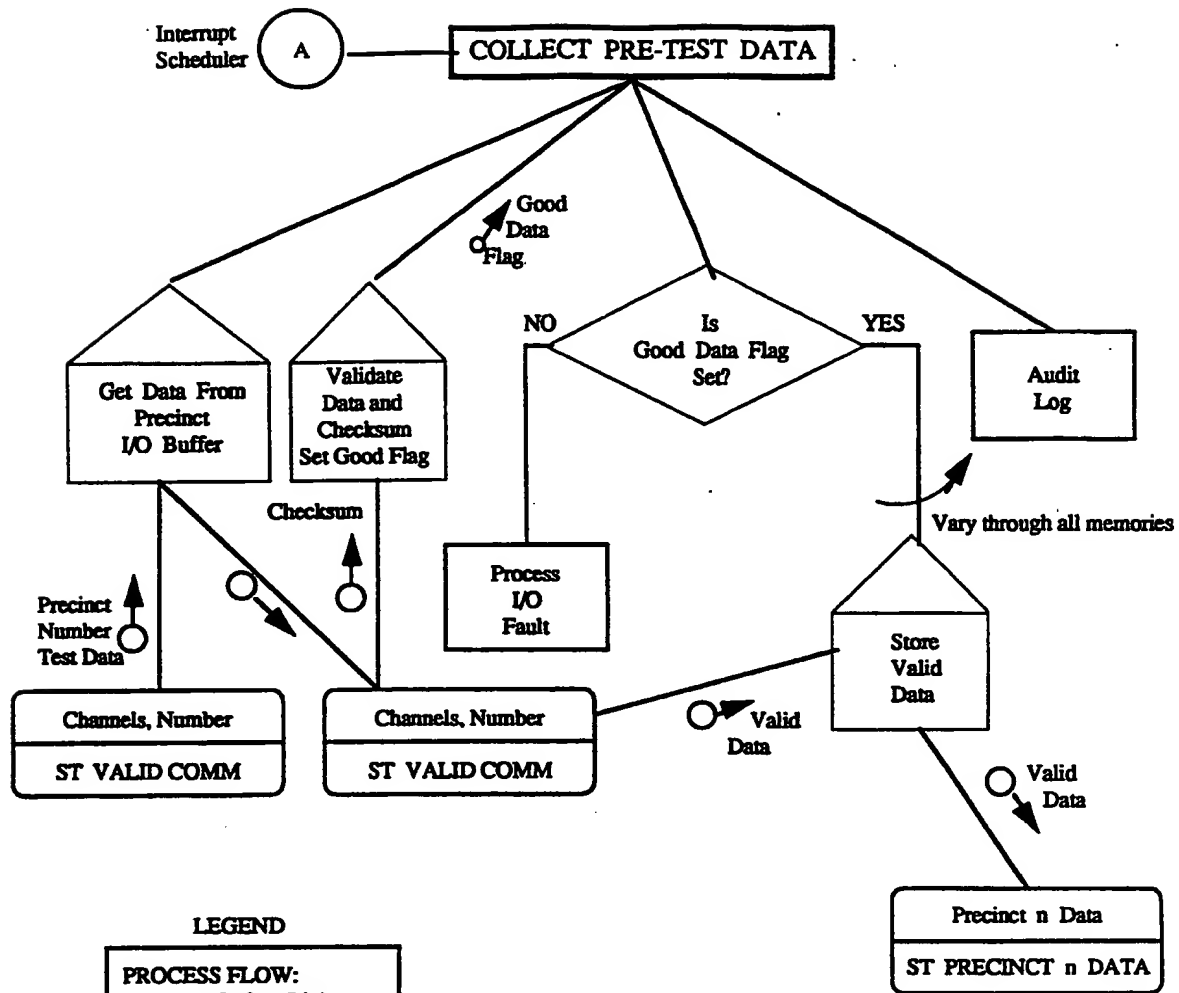 Interrupt
Scheduler
A
COLLECT PRE-TEST DATA
Good
Data
Flag
Get Data From
Precinct
I/O Buffer
Validate
Data and
Checksum
Set Good Flag
NO
Is
Good Data Flag
Set?
YES
Audit
Log
Checksum
Vary through all memories
Process
I/O
Fault
Precinct
Number
Test Data
Store
Valid
Data
Channels, Number
ST VALID COMM
Channels, Number
ST VALID COMM
Valid
Data
Valid
Data
Precinct n Data
ST PRECINCT n DATA
LEGEND
PROCESS FLOW: